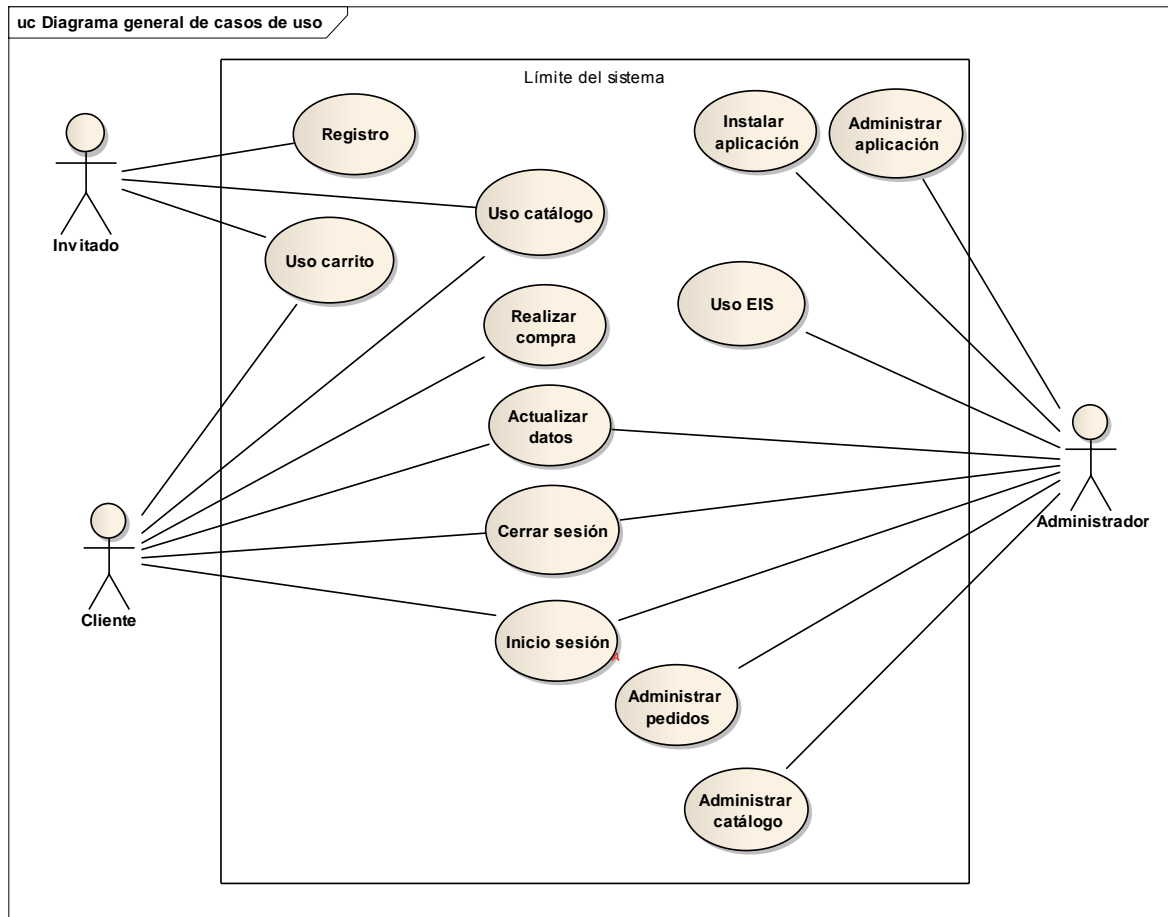 uc Diagrama general de casos de uso
Límite del sistema
Invitado
Registro
Instalar
aplicación
Administrar
aplicación
Uso catálogo
Uso carrito
Uso EIS
Realizar
compra
Actualizar
datos
Cliente
Cerrar sesión
Administrador
Inicio sesión
A
Administrar
pedidos
Administrar
catálogo